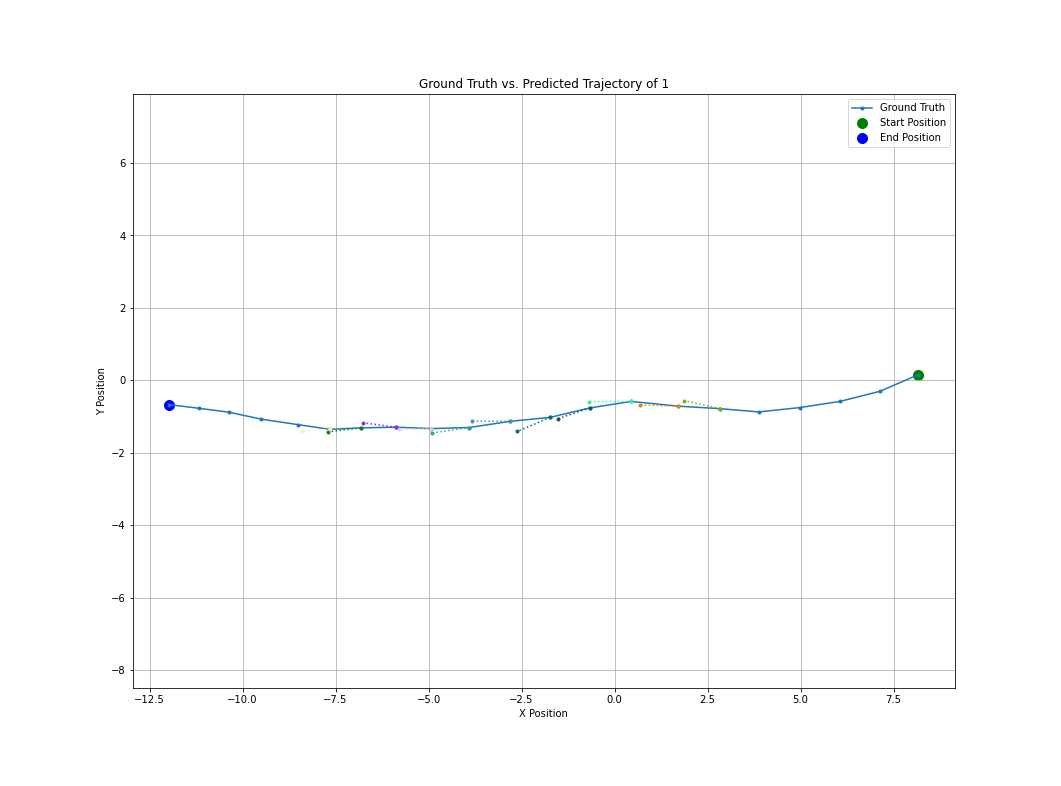 Ground Truth vs. Predicted Trajectory of 1
Ground Truth
Start Position
End Position
6
4
2
0
−2
−4
−6
−8
Y Position
−12.5 −10.0 −7.5 −5.0 −2.5 0.0 2.5 5.0 7.5
X Position